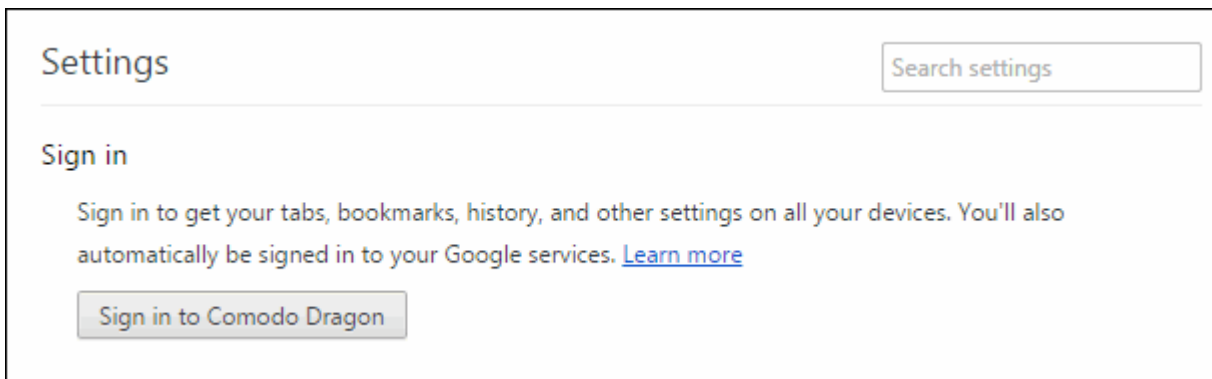 Settings
Search settings
Sign in
Sign in to get your tabs, bookmarks, history, and other settings on all your devices. You'll also
automatically be signed in to your Google services. Learn more
Sign in to Comodo Dragon